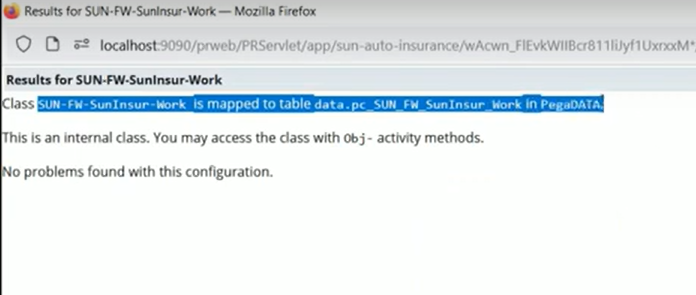 Results for SUN-FW-SunInsur-Work — Mozilla Firefox
localhost:9090/prweb/PRServlet/app/sun-auto-insurance/
Results for SUN-FW-SunInsur-Work
Class SUN-FW-SunInsur-Work is mapped to table data.pc_SUN_FW_SunInsur_Work in PegaDATA.
This is an internal class. You may access the class with Obj- activity methods.
No problems found with this configuration.